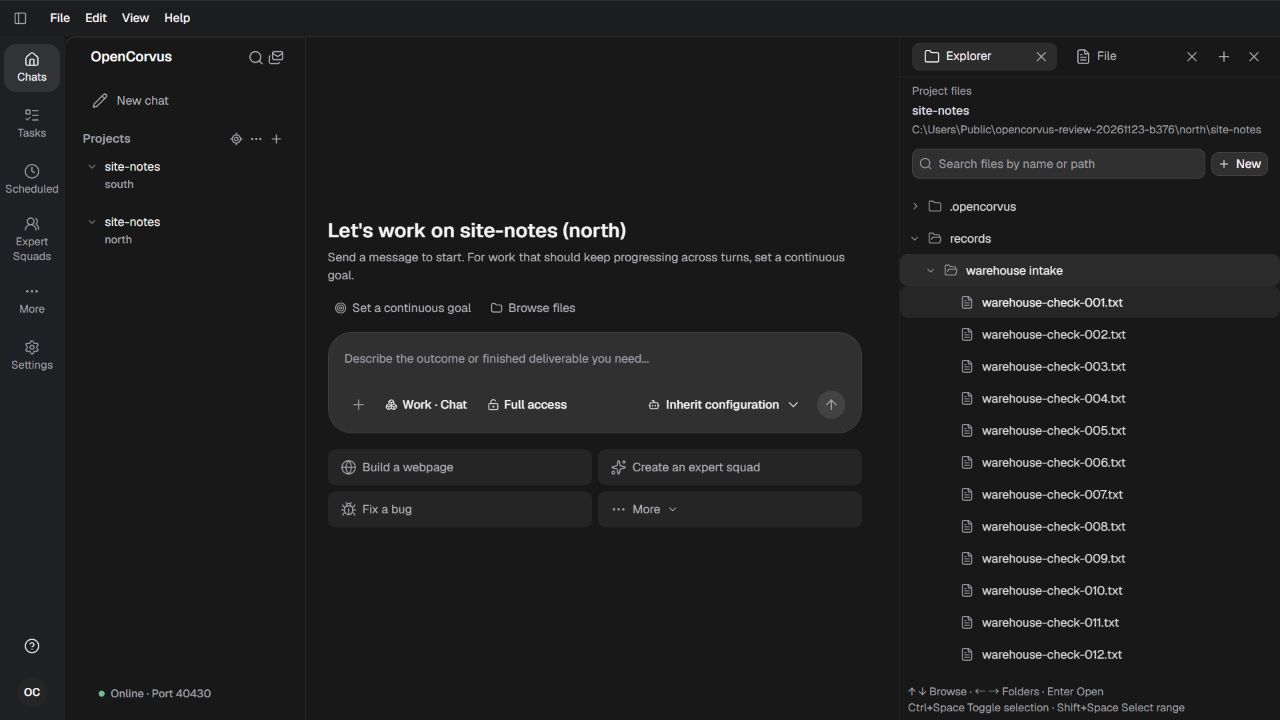 File Edit View Help
Chats
Tasks
Scheduled
Expert
Squads
More
Settings
OC
OpenCorvus
New chat
Projects
site-notes
south
site-notes
north
Online · Port 40430
Let's work on site-notes (north)
Send a message to start. For work that should keep progressing across turns, set a continuous
goal.
Set a continuous goal Browse files
Describe the outcome or finished deliverable you need...
Work · Chat Full access Inherit configuration
Build a webpage Create an expert squad
Fix a bug More
Explorer File
Project files
site-notes
C:\Users\Public\opencorvus-review-20261123-b376\north\site-notes
Search files by name or path New
.opencorvus
records
warehouse intake
warehouse-check-001.txt
warehouse-check-002.txt
warehouse-check-003.txt
warehouse-check-004.txt
warehouse-check-005.txt
warehouse-check-006.txt
warehouse-check-007.txt
warehouse-check-008.txt
warehouse-check-009.txt
warehouse-check-010.txt
warehouse-check-011.txt
warehouse-check-012.txt
↑↓ Browse · ←→ Folders · Enter Open
Ctrl+Space Toggle selection · Shift+Space Select range